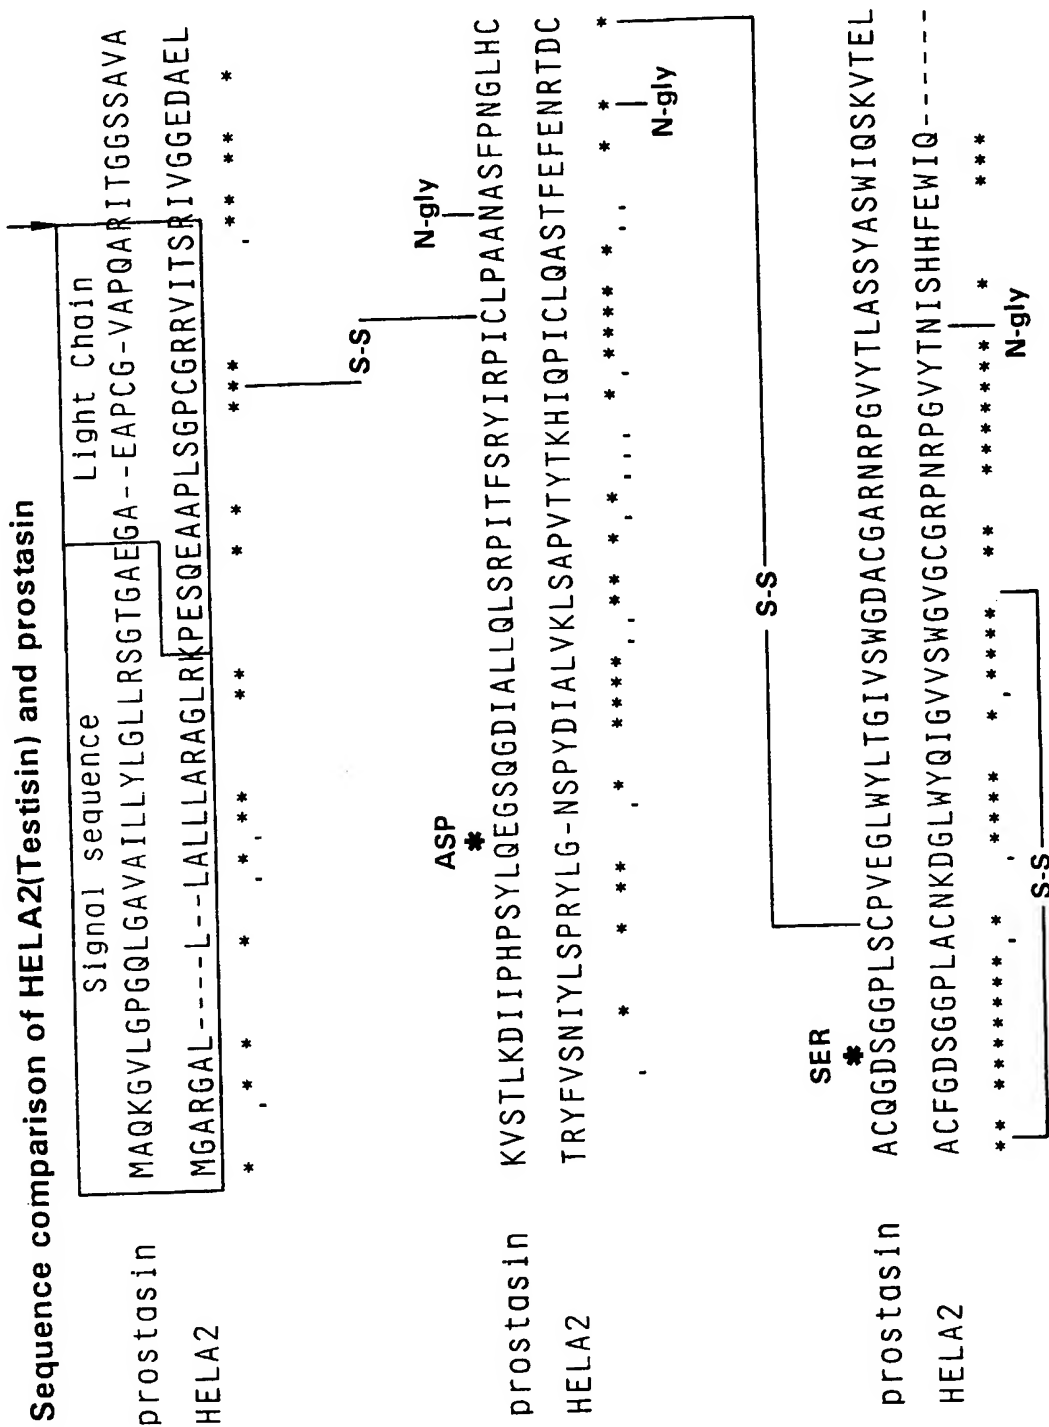 Sequence comparison of HELA2(Testisin) and prostasin
Signal sequence Light Chain
prostasin MAQKGVLGPGQLGAVAILLYLGLLRSGTGAEGA--EAPCG-VAPQARITGGSSAVA
HELA2 MGARGAL----L--LALLLARAGLRKPESQEAAPLSGPCGRRVITSRIVGGEDAEL
S-S
ASP N-gly
*
prostasin KVSTLKDIIPHPSYLQEGSQGDIALLQLSRPITFSRYIRPICLPAANASFPNGLHC
HELA2 TRYFVSNIYLSPRYLG-NSPYDIALVKLSAPVTYTKHIQPICLQASTFEFENRTDC
N-gly
S-S
SER
*
prostasin ACQGDSGGPLSCPVEGLWYLTGIVSWGDACGARNRPGVYTLASSYASWIQSKVTEL
HELA2 ACFGDSGGPLACNKDGLWYQIGVVSWGVGCGRPNRPGVYTNISHHFEWIQ------
N-gly
S-S